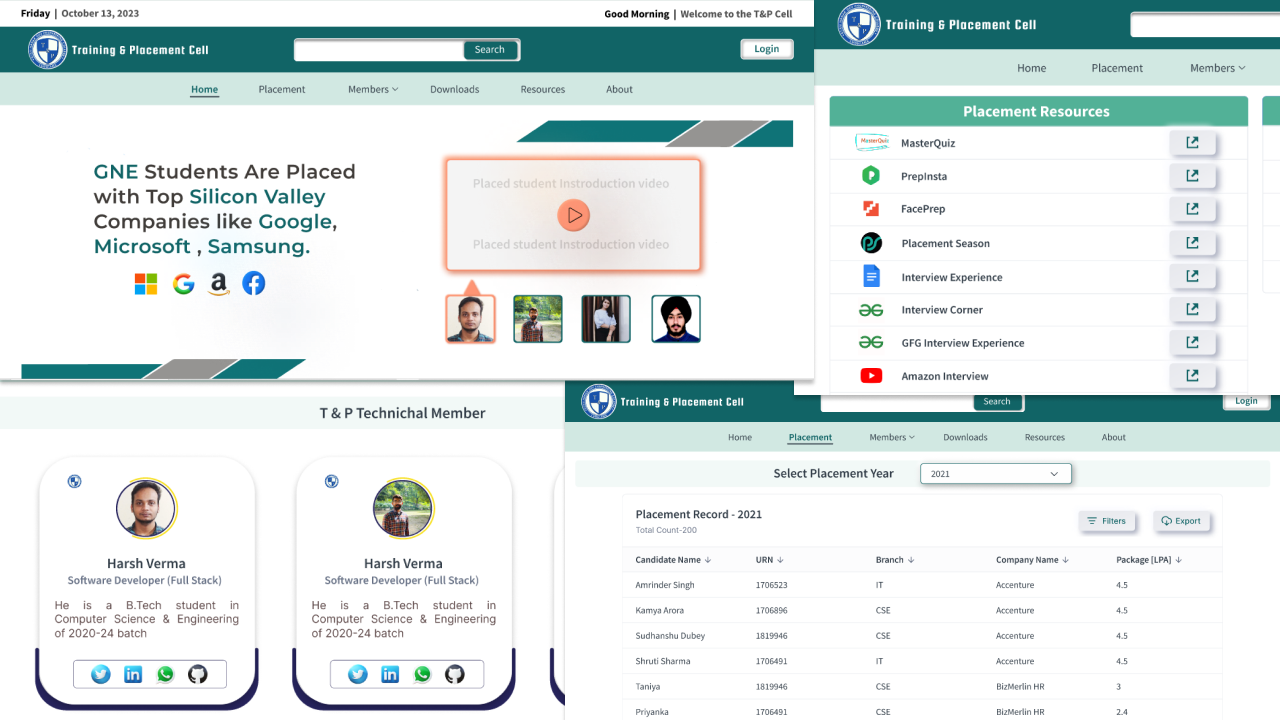 Friday | October 13, 2023
Good Morning | Welcome to the T&P Cell
Training & Placement Cell
Search
Login
Home
Placement
Members
Downloads
Resources
About
GNE Students Are Placed
with Top Silicon Valley
Companies like Google,
Microsoft , Samsung.
Placed student Instroduction video
Placed student Instroduction video
Training & Placement Cell
Home
Placement
Members
Placement Resources
MasterQuiz
MasterQuiz
PrepInsta
FacePrep
Placement Season
Interview Experience
Interview Corner
GFG Interview Experience
Amazon Interview
T & P Technichal Member
Harsh Verma
Software Developer (Full Stack)
He is a B.Tech student in
Computer Science & Engineering
of 2020-24 batch
Harsh Verma
Software Developer (Full Stack)
He is a B.Tech student in
Computer Science & Engineering
of 2020-24 batch
Training & Placement Cell
Search
Login
Home
Placement
Members
Downloads
Resources
About
Select Placement Year
2021
Placement Record - 2021
Total Count-200
Filters
Export
Candidate Name URN Branch Company Name Package [LPA]
Amrinder Singh 1706523 IT Accenture 4.5
Kamya Arora 1706896 CSE Accenture 4.5
Sudhanshu Dubey 1819946 CSE Accenture 4.5
Shruti Sharma 1706491 IT Accenture 4.5
Taniya 1819946 CSE BizMerlin HR 3
Priyanka 1706491 CSE BizMerlin HR 2.4